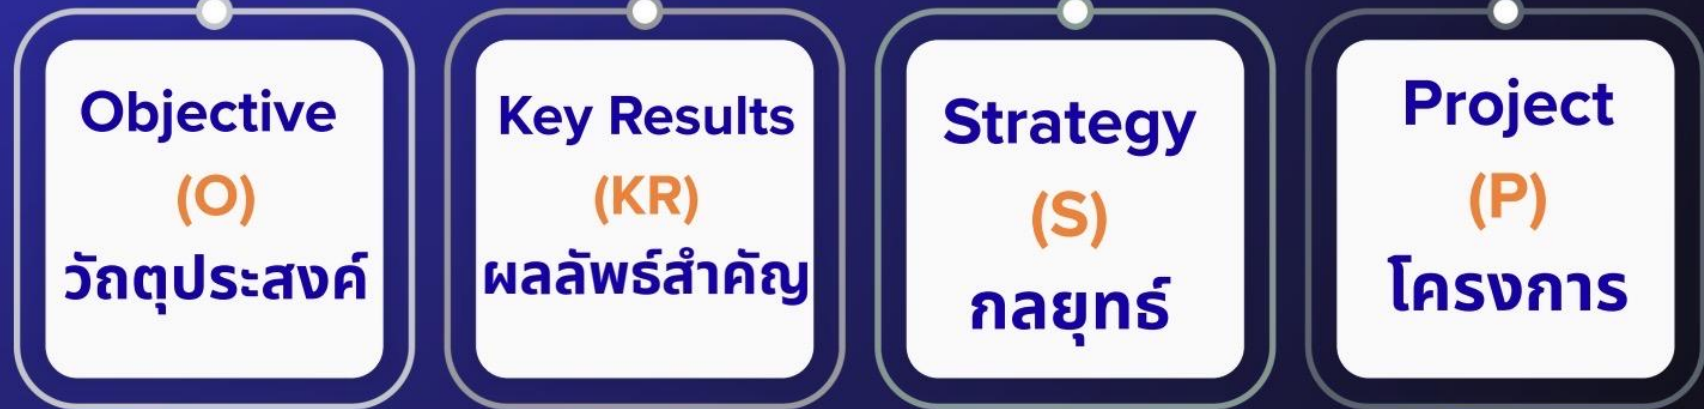 Objective
(O)
วัถตุประสงค์
Key Results
(KR)
ผลลัพธ์สำคัญ
Strategy
(S)
กลยุทธ์
Project
(P)
โครงการ